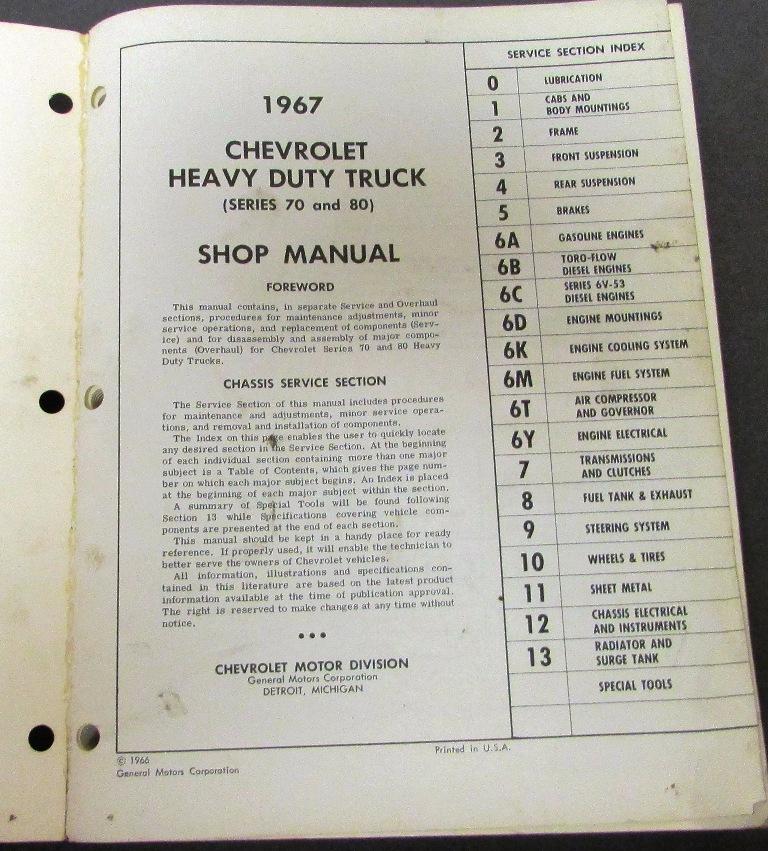 1967
CHEVROLET
HEAVY DUTY TRUCK
(SERIES 70 and 80)
SHOP MANUAL
FOREWORD
This manual contains, in separate Service and Overhaul
sections, procedures for maintenance adjustments, minor
service operations, and replacement of components (Serv-
ice) and for disassembly and assembly of major compo-
nents (Overhaul) for Chevrolet Series 70 and 80 Heavy
Duty Trucks.
CHASSIS SERVICE SECTION
The Service Section of this manual includes procedures
for maintenance and adjustments, minor service opera-
tions, and removal and installation of components.
The Index on this page enables the user to quickly locate
any desired section in the Service Section. At the beginning
of each individual section containing more than one major
subject is a Table of Contents, which gives the page num-
ber on which each major subject begins. An Index is placed
at the beginning of each major subject within the section.
A summary of Special Tools will be found following
Section 13 while Specifications covering vehicle com-
ponents are presented at the end of each section.
This manual should be kept in a handy place for ready
reference. If properly used, it will enable the technician to
better serve the owners of Chevrolet vehicles.
All information, illustrations and specifications con-
tained in this literature are based on the latest product
information available at the time of publication approval.
The right is reserved to make changes at any time without
notice.
• • •
CHEVROLET MOTOR DIVISION
General Motors Corporation
DETROIT, MICHIGAN
© 1966
General Motors Corporation
Printed in U.S.A.
SERVICE SECTION INDEX
0 LUBRICATION
1 CABS AND
BODY MOUNTINGS
2 FRAME
3 FRONT SUSPENSION
4 REAR SUSPENSION
5 BRAKES
6A GASOLINE ENGINES
6B TORO-FLOW
DIESEL ENGINES
6C SERIES 6V-53
DIESEL ENGINES
6D ENGINE MOUNTINGS
6K ENGINE COOLING SYSTEM
6M ENGINE FUEL SYSTEM
6T AIR COMPRESSOR
AND GOVERNOR
6Y ENGINE ELECTRICAL
7 TRANSMISSIONS
AND CLUTCHES
8 FUEL TANK & EXHAUST
9 STEERING SYSTEM
10 WHEELS & TIRES
11 SHEET METAL
12 CHASSIS ELECTRICAL
AND INSTRUMENTS
13 RADIATOR AND
SURGE TANK
SPECIAL TOOLS